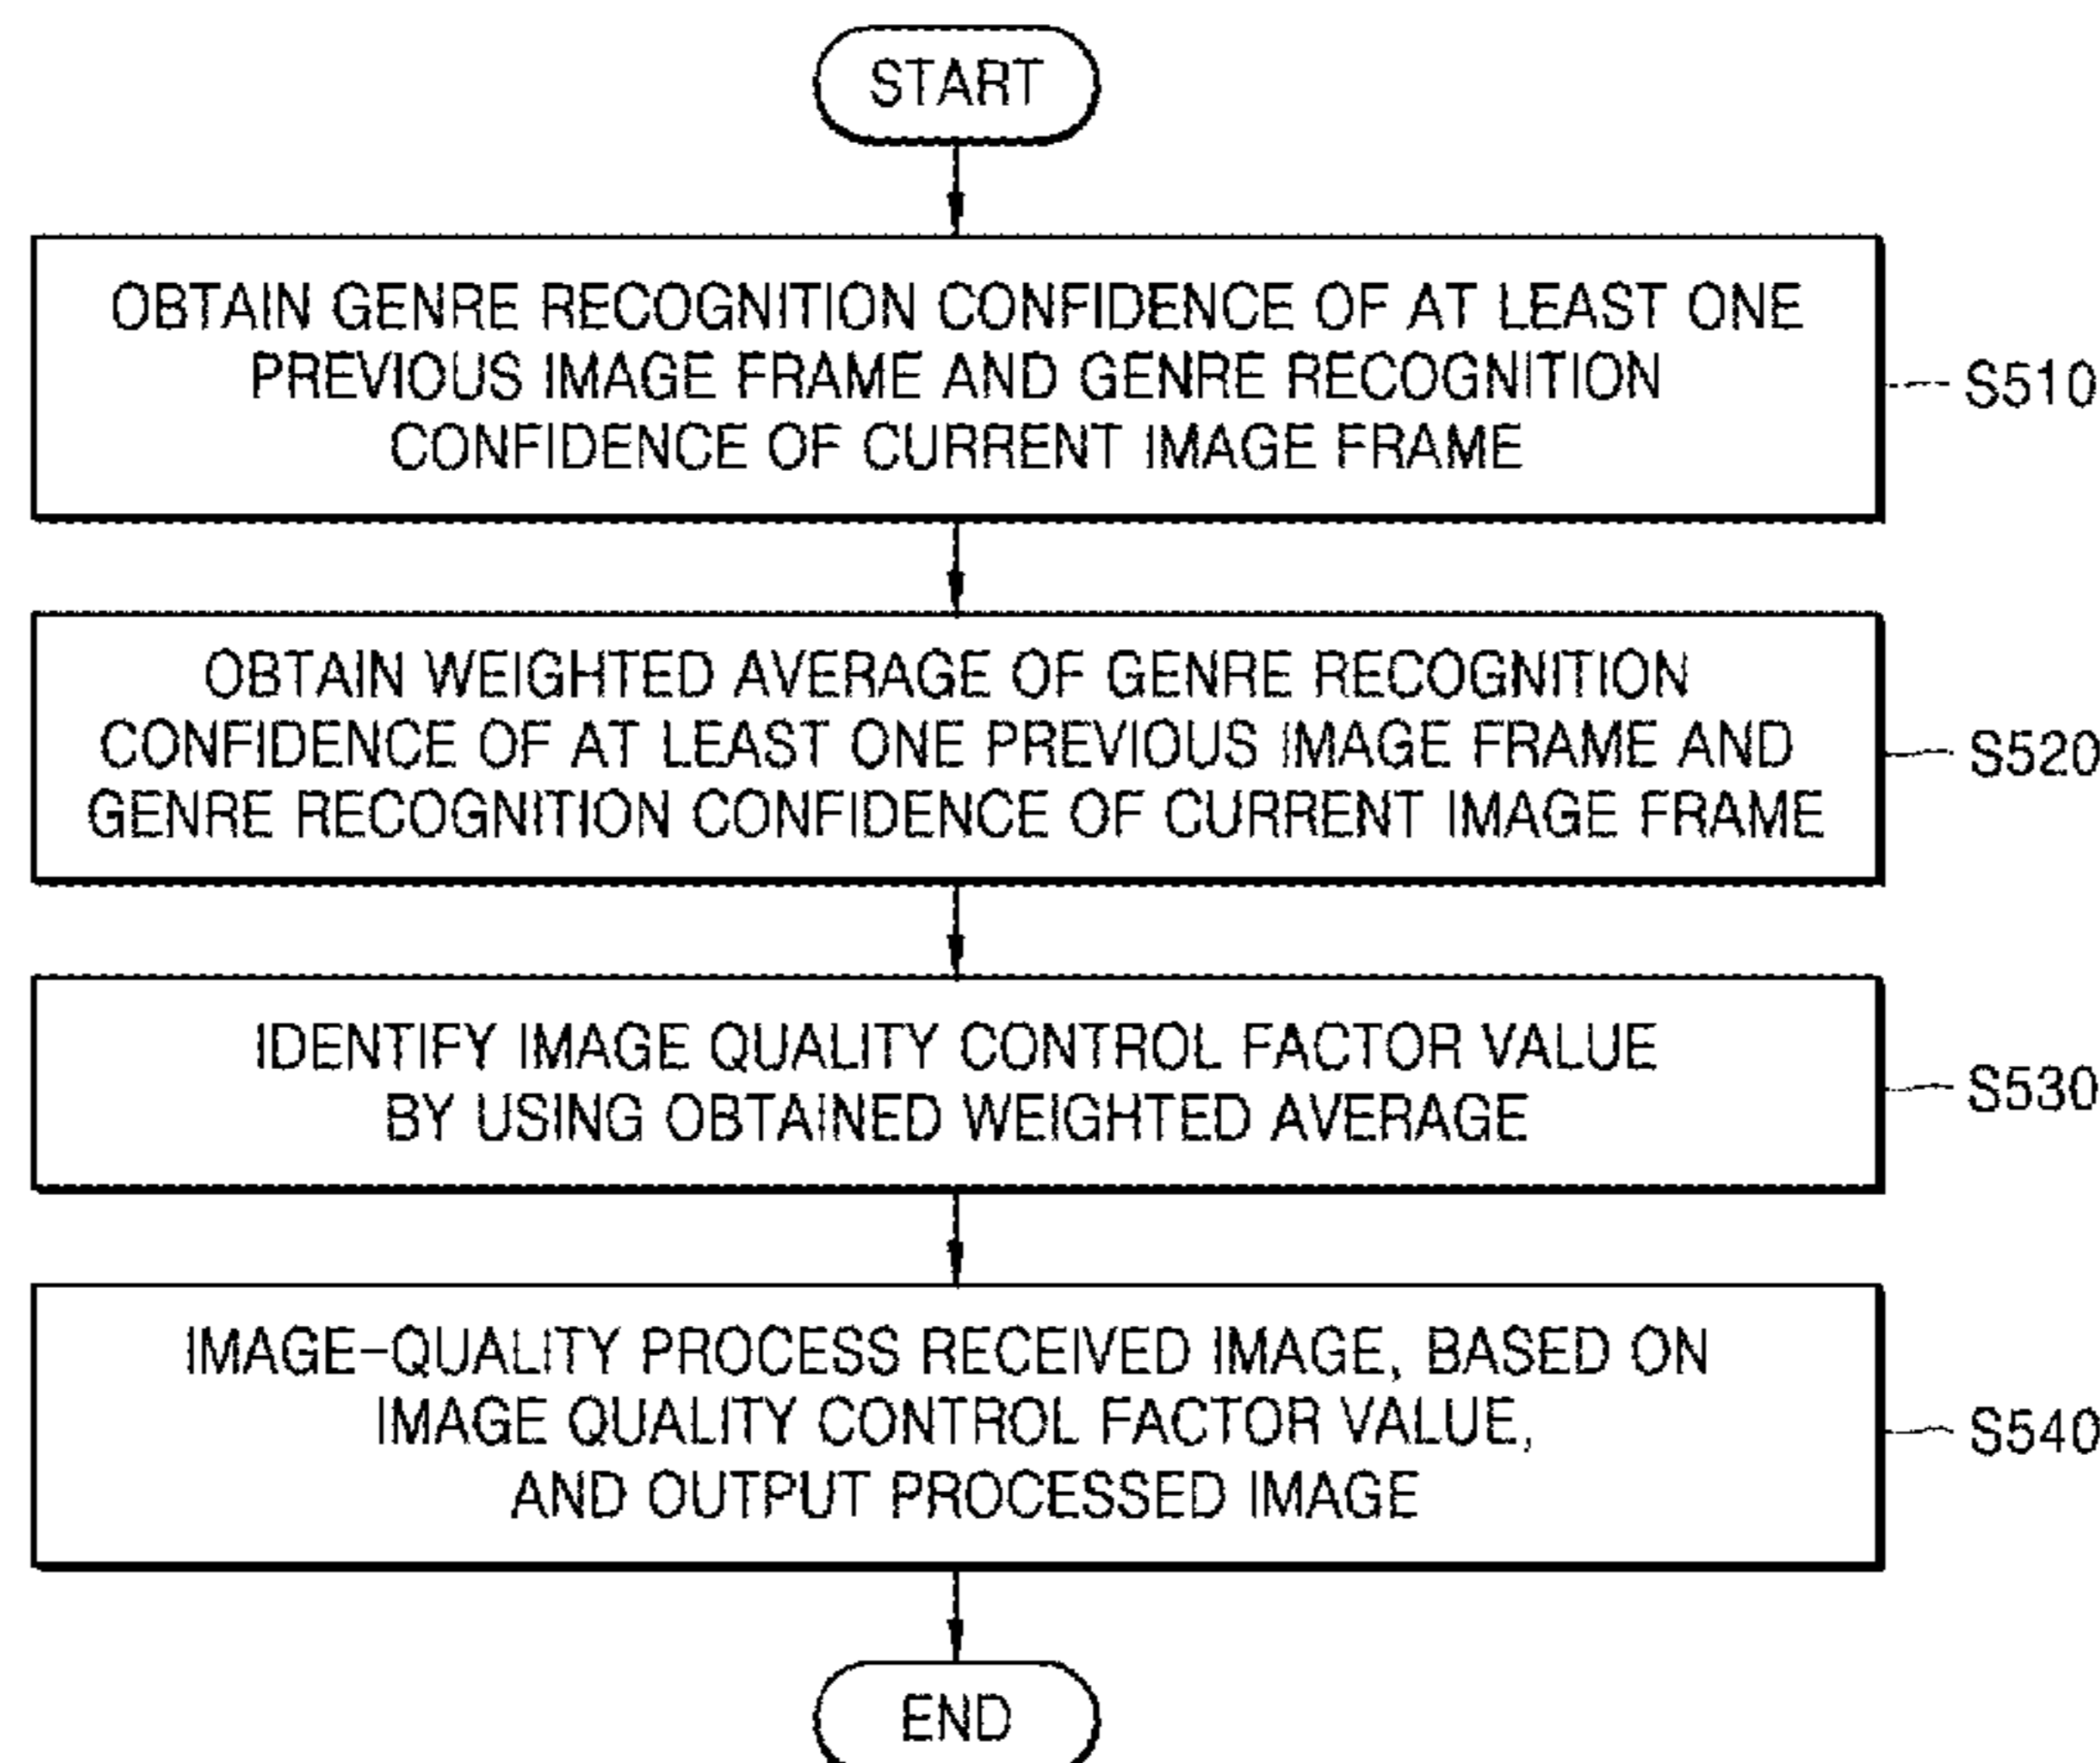 START
OBTAIN GENRE RECOGNITION CONFIDENCE OF AT LEAST ONE
PREVIOUS IMAGE FRAME AND GENRE RECOGNITION
CONFIDENCE OF CURRENT IMAGE FRAME
S510
OBTAIN WEIGHTED AVERAGE OF GENRE RECOGNITION
CONFIDENCE OF AT LEAST ONE PREVIOUS IMAGE FRAME AND
GENRE RECOGNITION CONFIDENCE OF CURRENT IMAGE FRAME
S520
IDENTIFY IMAGE QUALITY CONTROL FACTOR VALUE
BY USING OBTAINED WEIGHTED AVERAGE
S530
IMAGE-QUALITY PROCESS RECEIVED IMAGE, BASED ON
IMAGE QUALITY CONTROL FACTOR VALUE,
AND OUTPUT PROCESSED IMAGE
S540
END